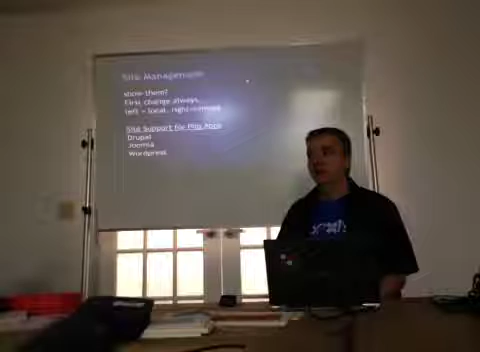 Site Management
show them?
First change always
Left = local, right=remote
Site Support for Php Apps
Drupal
Joomla
Wordpress